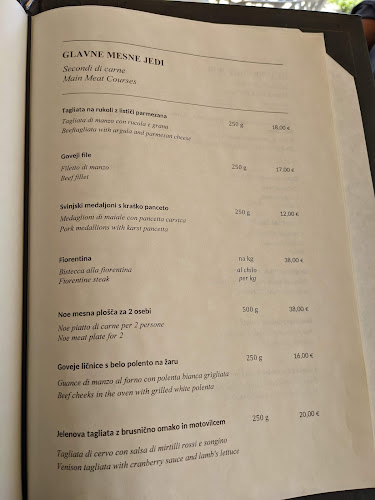 GLAVNE MESNE JEDI
Secondi di carne
Main Meat Courses
Tagliata na rukoli z lističi parmezana 250 g 18,00 €
Tagliata di manzo con rucola e grana
Beeftagliata with argula and parmesan cheese
Goveji file 250 g 17,00 €
Filetto di manzo
Beef fillet
Svinjski medaljoni s kratko panceto 250 g 12,00 €
Medaglioni di maiale con pancetta carsica
Pork medallions with karst pancetta
Fiorentina na kg 38,00 €
Bistecca alla fiorentina al chilo
Fiorentine steak per kg
Noe mesna plošča za 2 osebi 500 g 38,00 €
Noe piatto di carne per 2 persone
Noe meat plate for 2
Goveje ličnice s belo polento na žaru 250 g 16,00 €
Guance di manzo al forno con polenta bianca grigliata
Beef cheeks in the oven with grilled white polenta
Jelenova tagliata z brusnično omako in motovilcem 250 g 20,00 €
Tagliata di cervo con salsa di mirtilli rossi e songino
Venison tagliata with cranberry sauce and lamb's lettuce